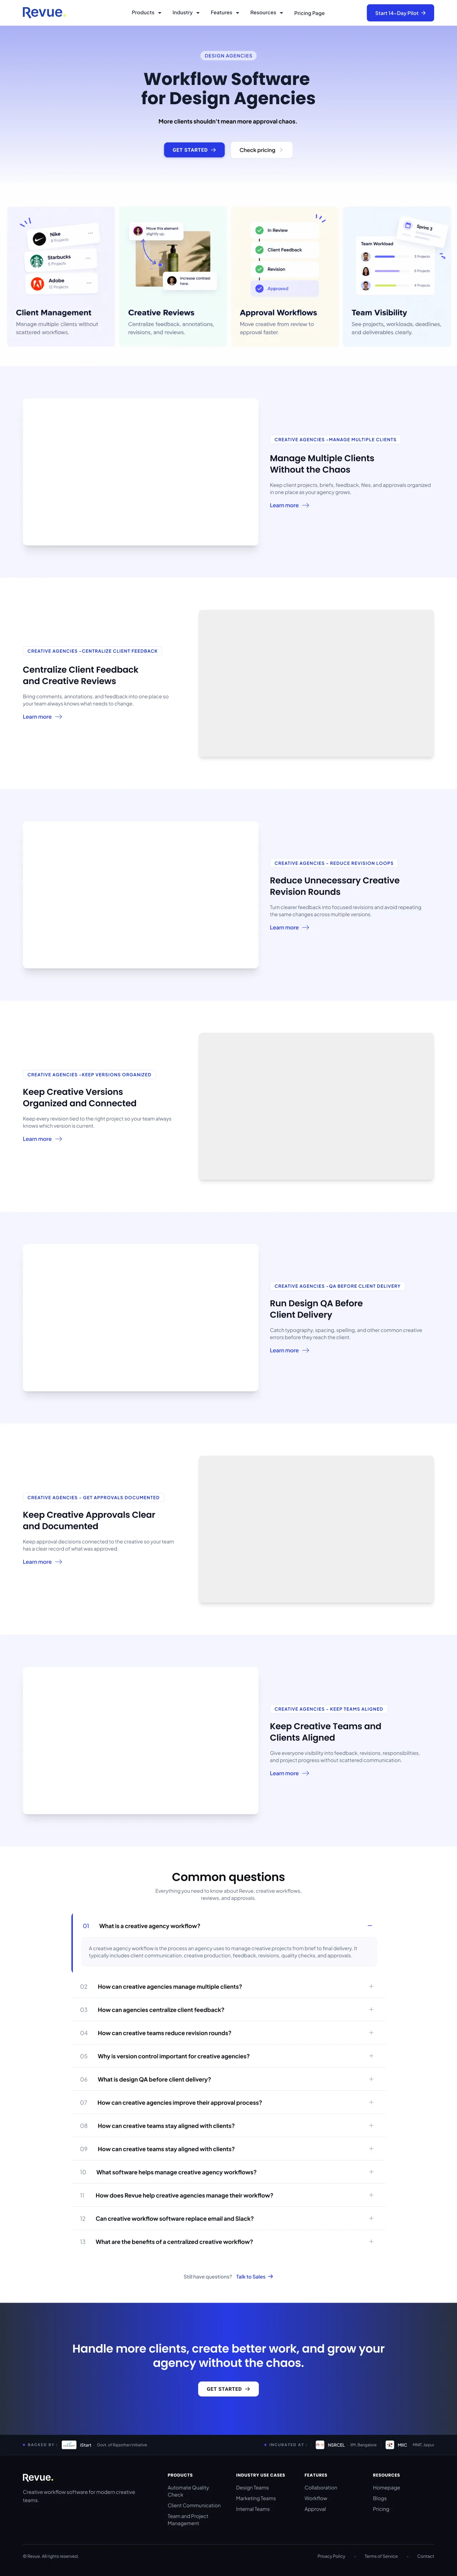 Revue.
Products
Industry
Features
Resources
Pricing Page
Start 14-Day Pilot
DESIGN AGENCIES
Workflow Software
for Design Agencies
More clients shouldn't mean more approval chaos.
GET STARTED
Check pricing
Nike
8 Projects
Starbucks
6 Projects
Adobe
12 Projects
Client Management
Manage multiple clients without
scattered workflows.
Move this element
slightly up.
Increase contrast
here.
Creative Reviews
Centralize feedback, annotations,
revisions, and reviews.
In Review
Client Feedback
Revision
Approved
Approval Workflows
Move creative from review to
approval faster.
Sprint 3
Team Workload
3 Projects
5 Projects
4 Projects
Team Visibility
See projects, workloads, deadlines,
and deliverables clearly.
CREATIVE AGENCIES -MANAGE MULTIPLE CLIENTS
Manage Multiple Clients
Without the Chaos
Keep client projects, briefs, feedback, files, and approvals organized
in one place as your agency grows.
Learn more
CREATIVE AGENCIES -CENTRALIZE CLIENT FEEDBACK
Centralize Client Feedback
and Creative Reviews
Bring comments, annotations, and feedback into one place so
your team always knows what needs to change.
Learn more
CREATIVE AGENCIES - REDUCE REVISION LOOPS
Reduce Unnecessary Creative
Revision Rounds
Turn clearer feedback into focused revisions and avoid repeating
the same changes across multiple versions.
Learn more
CREATIVE AGENCIES -KEEP VERSIONS ORGANIZED
Keep Creative Versions
Organized and Connected
Keep every revision tied to the right project so your team always
knows which version is current.
Learn more
CREATIVE AGENCIES -QA BEFORE CLIENT DELIVERY
Run Design QA Before
Client Delivery
Catch typography, spacing, spelling, and other common creative
errors before they reach the client.
Learn more
CREATIVE AGENCIES - GET APPROVALS DOCUMENTED
Keep Creative Approvals Clear
and Documented
Keep approval decisions connected to the creative so your team
has a clear record of what was approved.
Learn more
CREATIVE AGENCIES - KEEP TEAMS ALIGNED
Keep Creative Teams and
Clients Aligned
Give everyone visibility into feedback, revisions, responsibilities,
and project progress without scattered communication.
Learn more
Common questions
Everything you need to know about Revue, creative workflows,
reviews, and approvals.
01 What is a creative agency workflow?
A creative agency workflow is the process an agency uses to manage creative projects from brief to final delivery. It
typically includes client communication, creative production, feedback, revisions, quality checks, and approvals.
02 How can creative agencies manage multiple clients?
03 How can agencies centralize client feedback?
04 How can creative teams reduce revision rounds?
05 Why is version control important for creative agencies?
06 What is design QA before client delivery?
07 How can creative agencies improve their approval process?
08 How can creative teams stay aligned with clients?
09 How can creative teams stay aligned with clients?
10 What software helps manage creative agency workflows?
11 How does Revue help creative agencies manage their workflow?
12 Can creative workflow software replace email and Slack?
13 What are the benefits of a centralized creative workflow?
Still have questions? Talk to Sales
Handle more clients, create better work, and grow your
agency without the chaos.
GET STARTED
BACKED BY :
iStart
Govt. of Rajasthan initiative
INCUBATED AT :
NSRCEL
IIM, Bangalore
MIIC
MNIT Jaipur
Revue.
Creative workflow software for modern creative
teams.
PRODUCTS
Automate Quality
Check
Client Communication
Team and Project
Management
INDUSTRY USE CASES
Design Teams
Marketing Teams
Internal Teams
FEATURES
Collaboration
Workflow
Approval
RESOURCES
Homepage
Blogs
Pricing
© Revue. All rights reserved.
Privacy Policy
Terms of Service
Contact